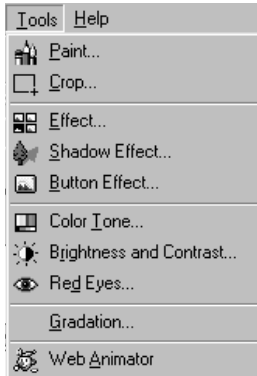 Tools Help
Paint...
Crop...
Effect...
Shadow Effect...
Button Effect...
Color Tone...
Brightness and Contrast...
Red Eyes...
Gradation...
Web Animator